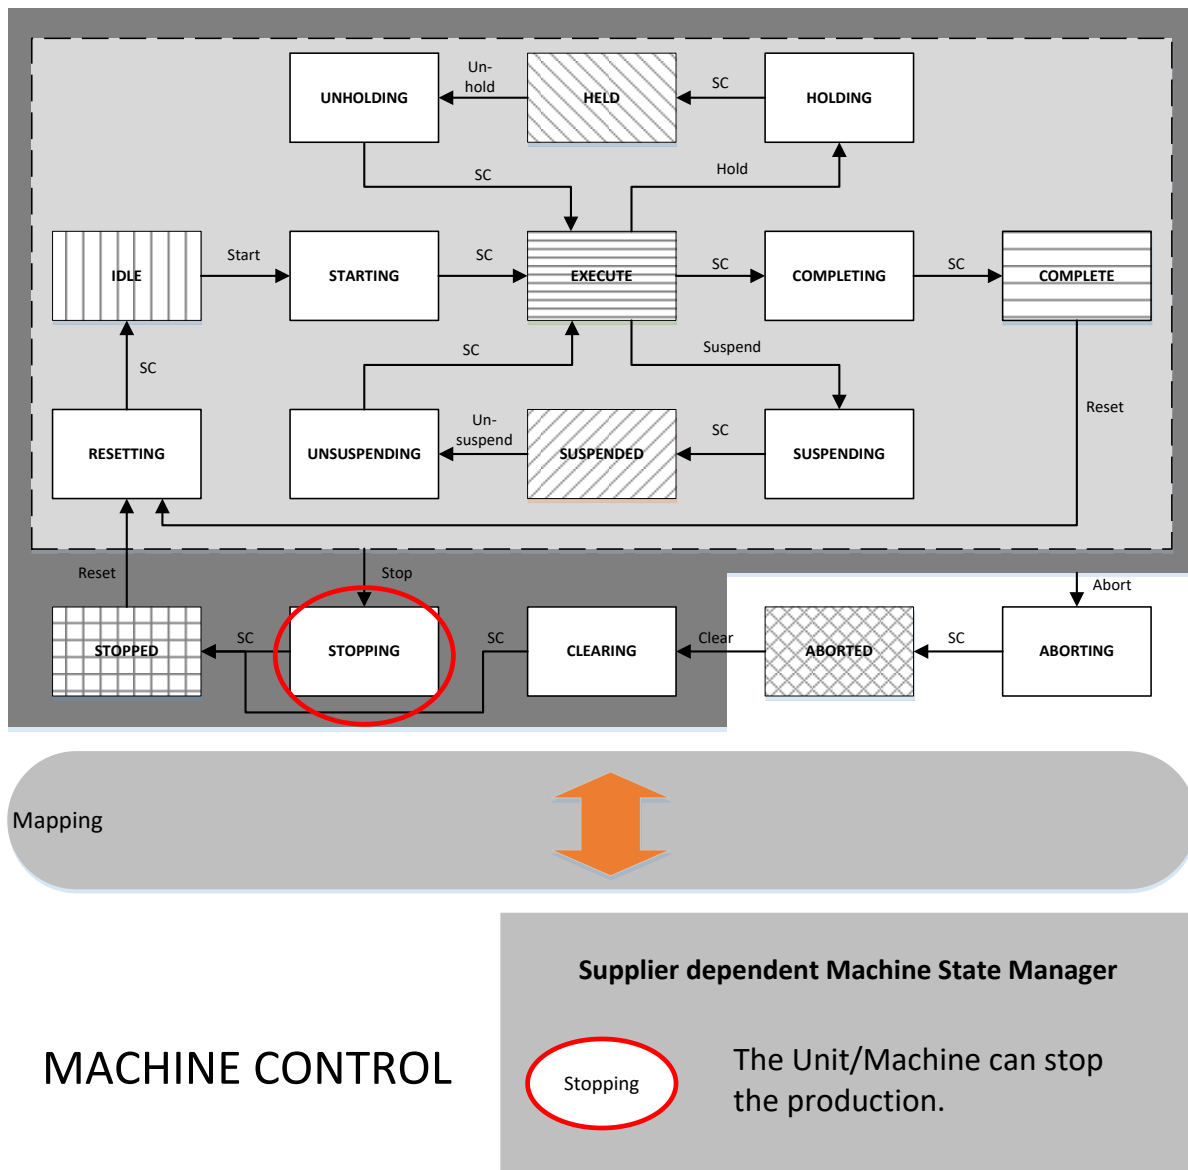 Un-
hold
SC
UNHOLDING
HELD
HOLDING
SC
Hold
Start
SC
SC
SC
IDLE
STARTING
EXECUTE
COMPLETING
COMPLETE
SC
Suspend
SC
Un-
suspend
SC
Reset
RESETTING
UNSUSPENDING
SUSPENDED
SUSPENDING
Reset
Stop
Abort
SC
SC
Clear
SC
STOPPED
STOPPING
CLEARING
ABORTED
ABORTING
Mapping
Supplier dependent Machine State Manager
MACHINE CONTROL
Stopping
The Unit/Machine can stop
the production.